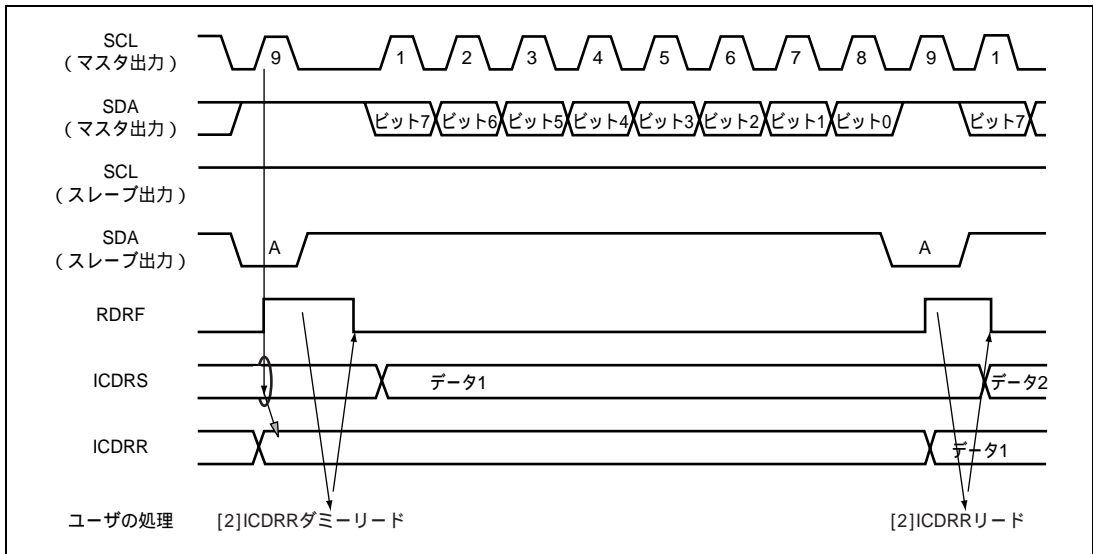 SCL
（マスタ出力）
9 1 2 3 4 5 6 7 8 9 1
SDA
（マスタ出力）
ビット7 ビット6 ビット5 ビット4 ビット3 ビット2 ビット1 ビット0 ビット7
SCL
（スレーブ出力）
SDA
（スレーブ出力）
A A
RDRF
ICDRS
データ1 データ2
ICDRR
データ1
ユーザの処理 [2]ICDRRダミーリード [2]ICDRRリード